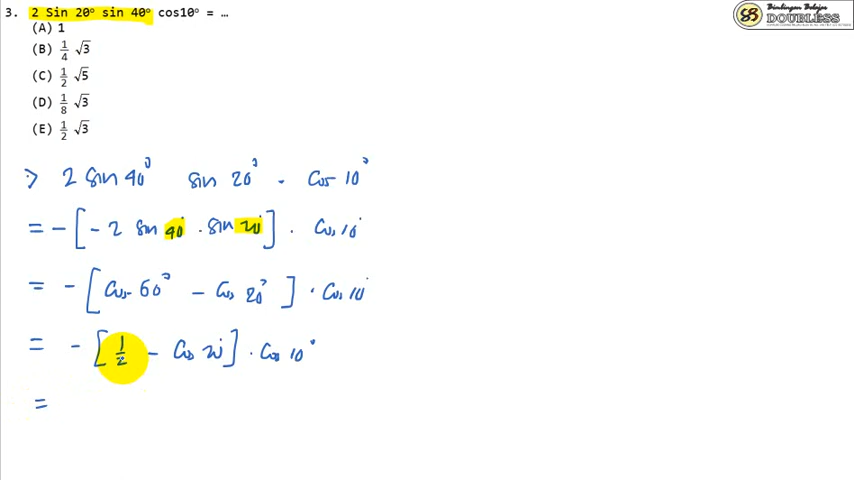 3. 2 Sin 20° sin 40° cos10° = …
(A) 1
(B) 1/4 √3
(C) 1/2 √5
(D) 1/8 √3
(E) 1/2 √3
Bimbingan Belajar
DOUBLESS
2 Sin 40° sin 20° . Cos 10°
= - [ - 2 sin 40° . sin 20° ] . Cos 10°
= - [ Cos 60° - Cos 20° ] . Cos 10°
= - [ 1/2 - Cos 20° ] . Cos 10°
=